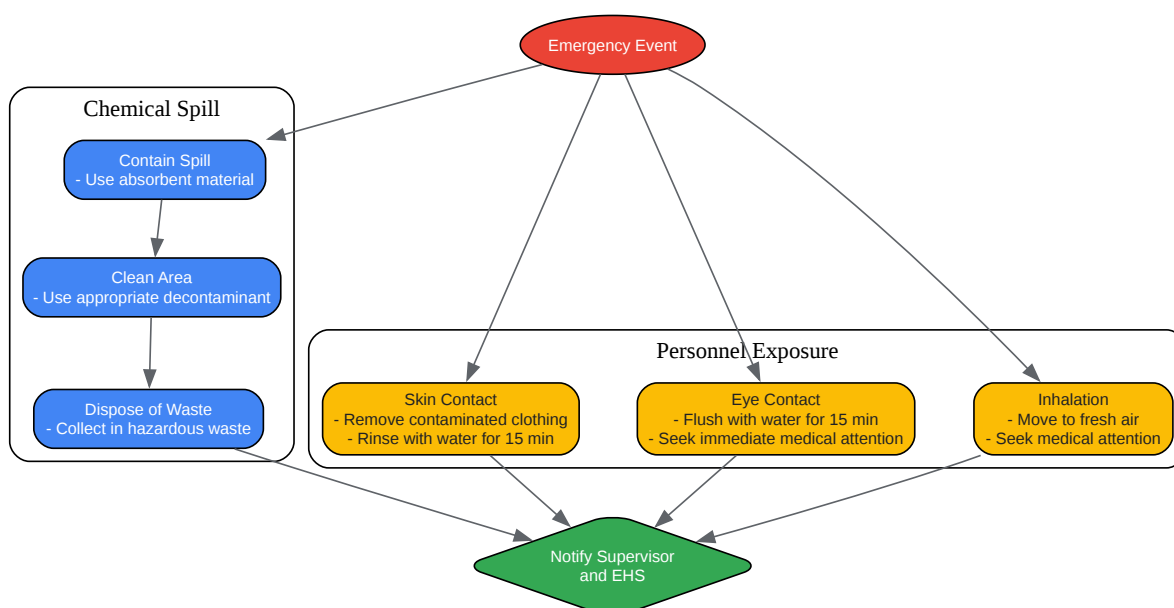 Emergency Event
Chemical Spill
Contain Spill
- Use absorbent material
Clean Area
- Use appropriate decontaminant
Dispose of Waste
- Collect in hazardous waste
Personnel Exposure
Skin Contact
- Remove contaminated clothing
- Rinse with water for 15 min
Eye Contact
- Flush with water for 15 min
- Seek immediate medical attention
Inhalation
- Move to fresh air
- Seek medical attention
Notify Supervisor
and EHS